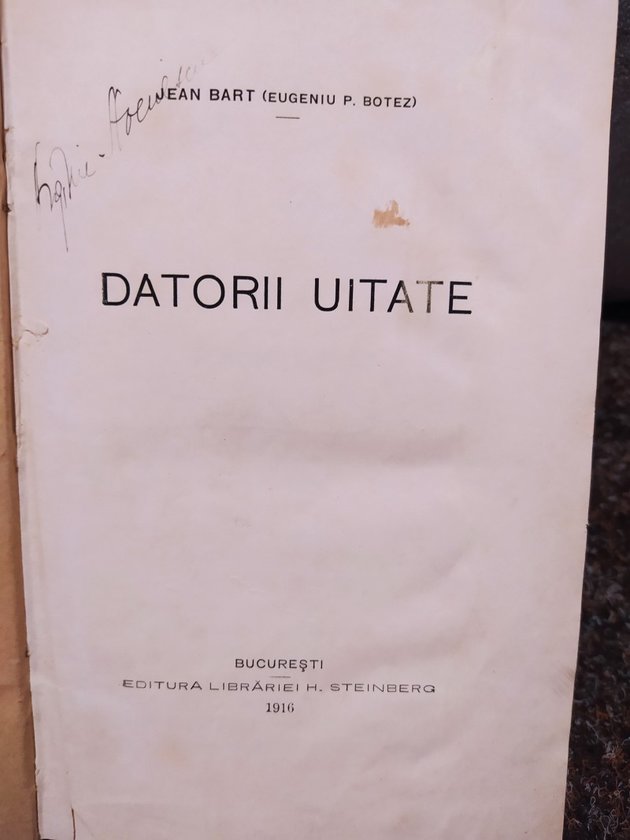 JEAN BART (EUGENIU P. BOTEZ)
DATORII UITATE
BUCUREŞTI
EDITURA LIBRĂRIEI H. STEINBERG
1916